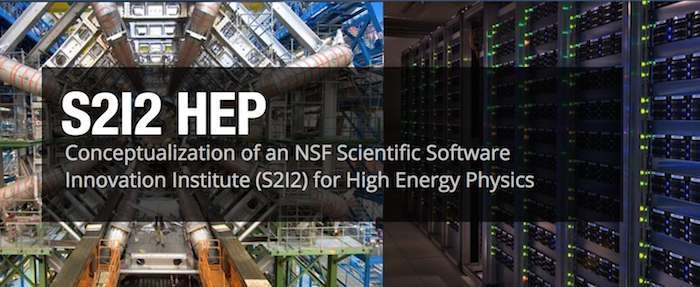 S2I2 HEP
Conceptualization of an NSF Scientific Software
Innovation Institute (S2I2) for High Energy Physics